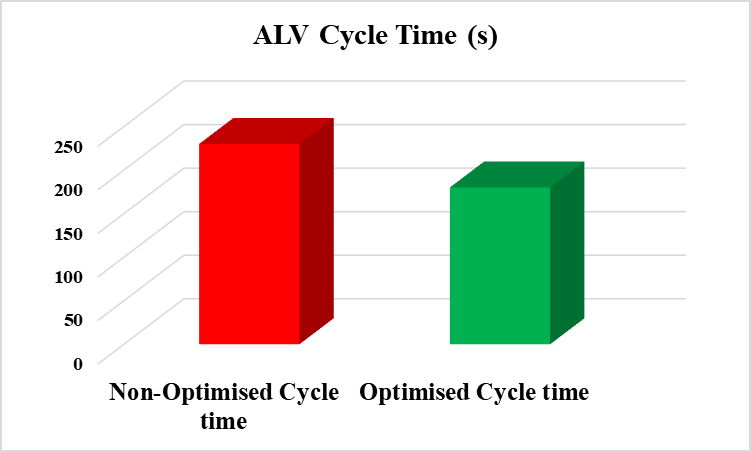 ALV Cycle Time (s)
250
200
150
100
50
0
Non-Optimised Cycle
time
Optimised Cycle time